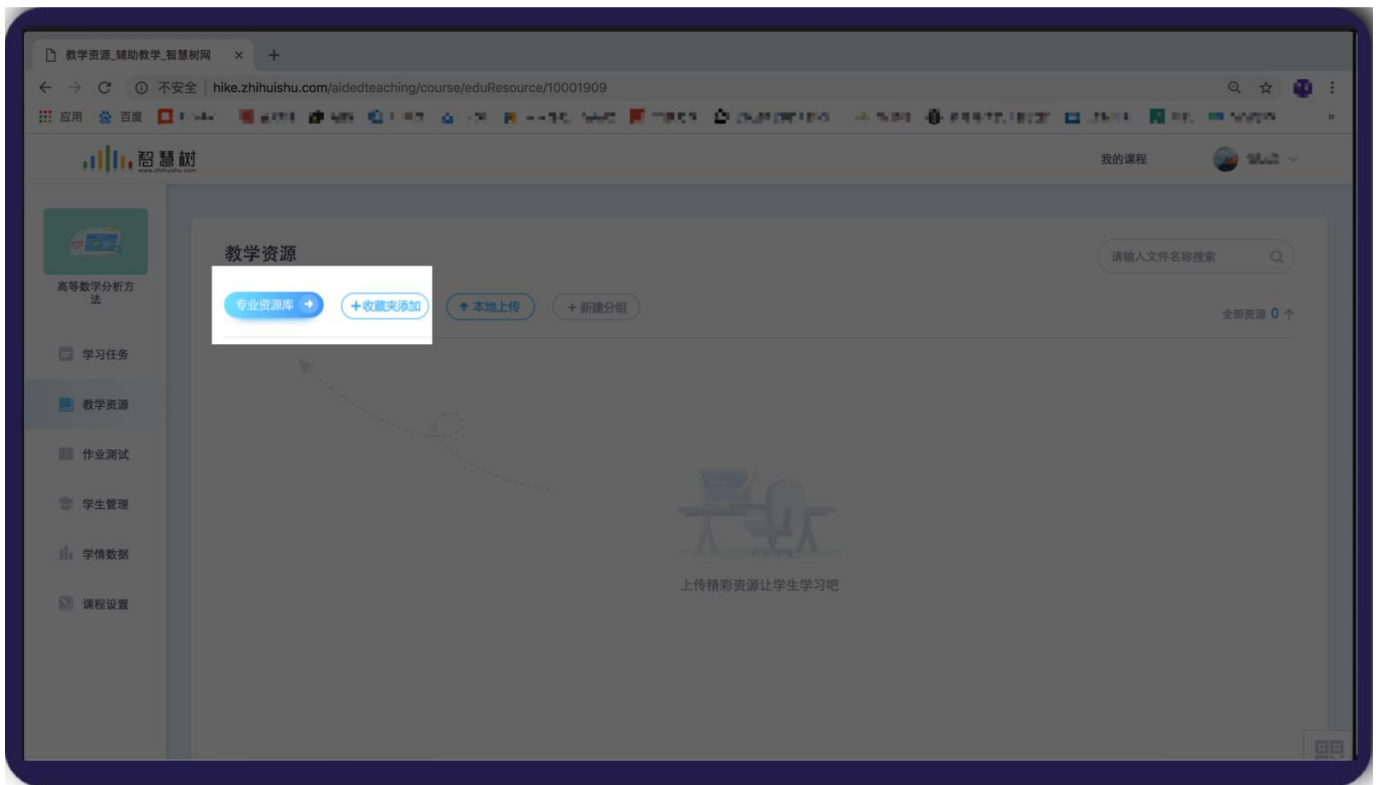 教学资源_辅助教学_智慧树网
不安全 | hike.zhihuishu.com/aidedteaching/course/eduResource/10001909
应用 百度
智慧树
www.zhihuishu.com
我的课程
高等数学分析方
法
学习任务
教学资源
作业测试
学生管理
学情数据
课程设置
教学资源
请输入文件名称搜索
专业资源库 +收藏夹添加 本地上传 + 新建分组
全部资源 0 个
上传精彩资源让学生学习吧